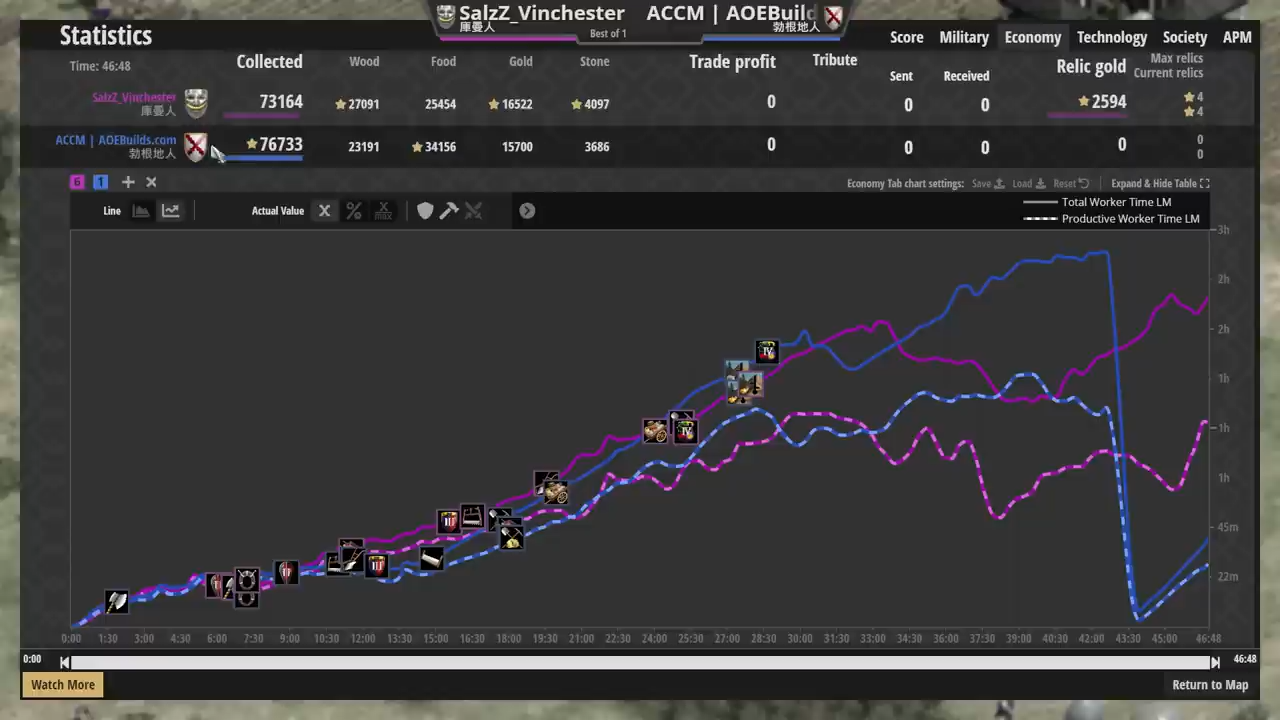 SalzZ_Vinchester
庫曼人
Best of 1
ACCM | AOEBuild
勃根地人
Statistics
Score Military Economy Technology Society APM
Time: 46:48
Collected Wood Food Gold Stone Trade profit Tribute Sent Received Relic gold Max relics Current relics
SalzZ_Vinchester
庫曼人
73164 27091 25454 16522 4097 0 0 0 2594 4
4
ACCM | AOEBuilds.com
勃根地人
76733 23191 34156 15700 3686 0 0 0 0 0
0
6 1 Economy Tab chart settings: Save Load Reset Expand & Hide Table
Line Actual Value X % X MAX
Total Worker Time LM
Productive Worker Time LM
3h
2h
2h
1h
1h
1h
45m
22m
0:00 1:30 3:00 4:30 6:00 7:30 9:00 10:30 12:00 13:30 15:00 16:30 18:00 19:30 21:00 22:30 24:00 25:30 27:00 28:30 30:00 31:30 33:00 34:30 36:00 37:30 39:00 40:30 42:00 43:30 45:00 46:48
0:00 46:48
Watch More Return to Map